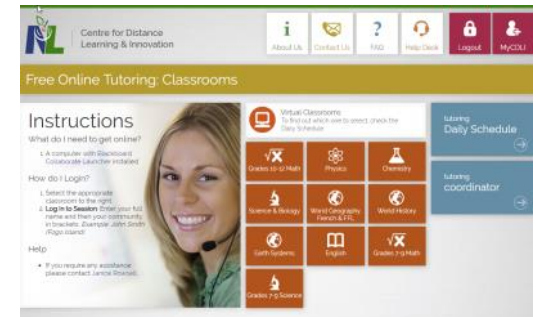 NL
Centre for Distance
Learning & Innovation
About Us
Contact Us
FAQ
Help Desk
Logout
MyCDLI
Free Online Tutoring: Classrooms
Instructions
What do I need to get online?
1. A computer with Blackboard
Collaborate Launcher installed
How do I Login?
1. Select the appropriate
classroom to the right.
2. Log In to Session: Enter your full
name and then your community
in brackets. Example: John Smith
(Fogo Island)
Help
• If you require any assistance
please contact Janice
Virtual Classrooms
To find out which one to select, check the
Daily Schedule
Grades 10-12 Math
Physics
Chemistry
Science & Biology
World Geography
French & FFL
World History
Earth Systems
English
Grades 7-9 Math
Grades 7-9 Science
tutoring
Daily Schedule
tutoring
coordinator